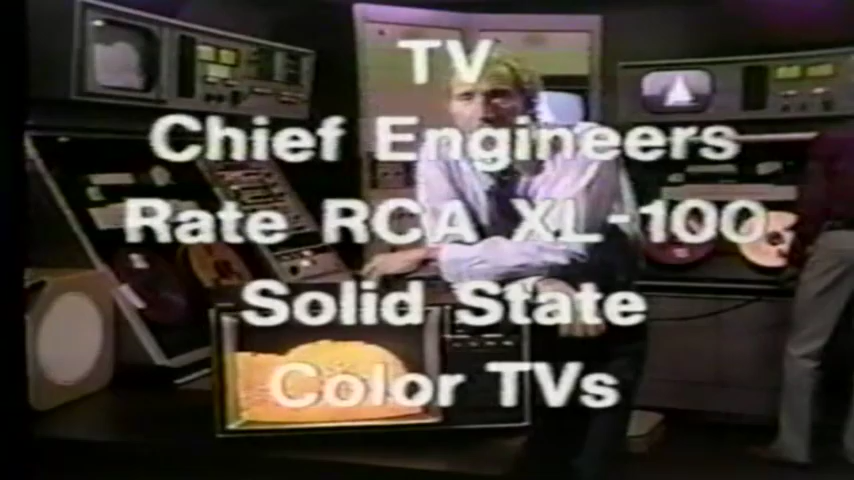 TV
Chief Engineers
Rate RCA XL-100
Solid State
Color TVs